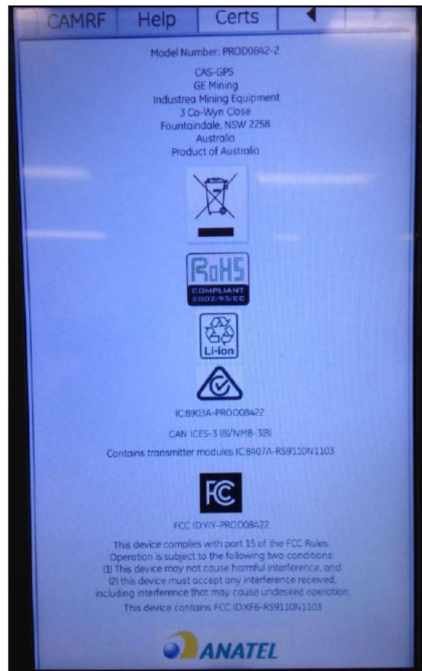 CAMRF Help Certs
Model Number: PROD0842-2
CAS-GPS
GE Mining
Industrea Mining Equipment
3 Co-Wyn Close
Fountaindale, NSW 2258
Australia
Product of Australia
RoHS
COMPLIANT
2002/95/EC
Li-ion
IC:8903A-PROD08422
CAN ICES-3 (B)/NMB-3(B)
Contains transmitter modules IC:8407A-RS9110N1103
FC
FCC ID:YIY-PROD08422
This device complies with part 15 of the FCC Rules.
Operation is subject to the following two conditions:
(1) This device may not cause harmful interference, and
(2) this device must accept any interference received,
including interference that may cause undesired operation.
This device contains FCC ID:XF6-RS9110N1103
ANATEL